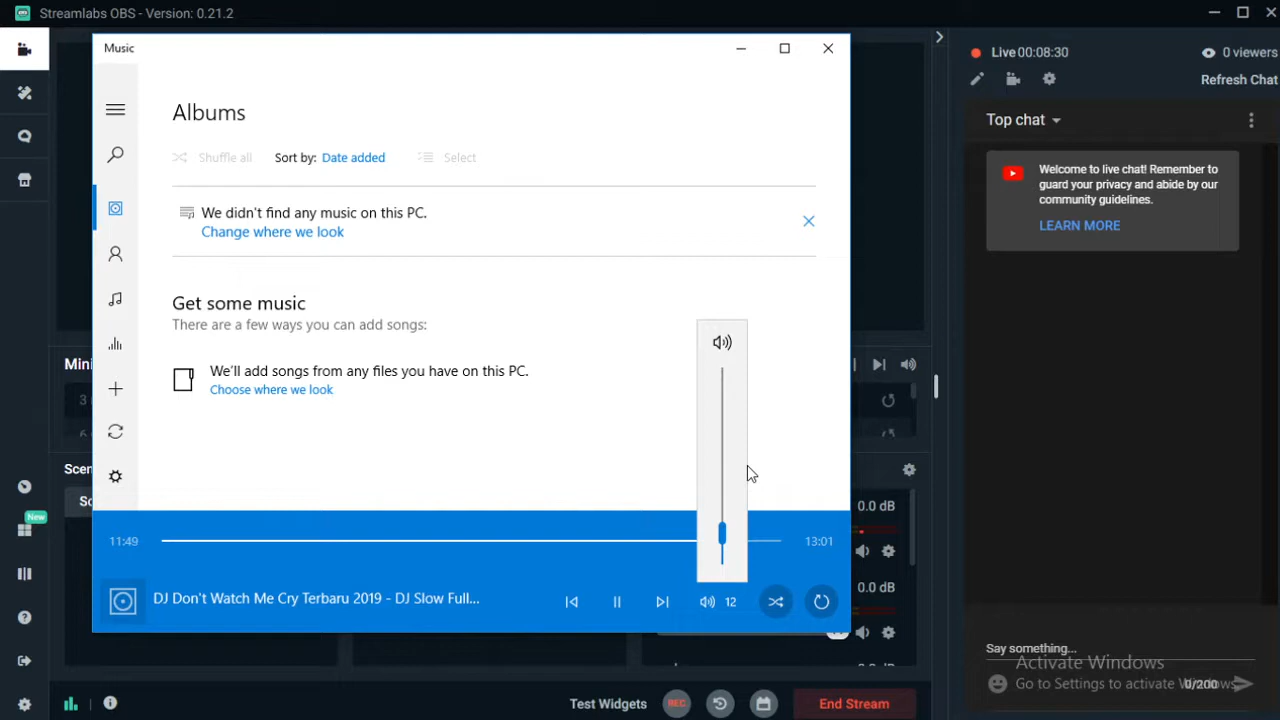 Streamlabs OBS - Version: 0.21.2
Music
Albums
Shuffle all
Sort by: Date added
Select
We didn't find any music on this PC.
Change where we look
Get some music
There are a few ways you can add songs:
We'll add songs from any files you have on this PC.
Choose where we look
11:49
13:01
DJ Don't Watch Me Cry Terbaru 2019 - DJ Slow Full...
12
Mini
Scen
New
0.0 dB
0.0 dB
Test Widgets
REC
End Stream
Live 00:08:30
0 viewers
Refresh Chat
Top chat
Welcome to live chat! Remember to
guard your privacy and abide by our
community guidelines.
LEARN MORE
Say something...
0/200
Activate Windows
Go to Settings to activate Windows.